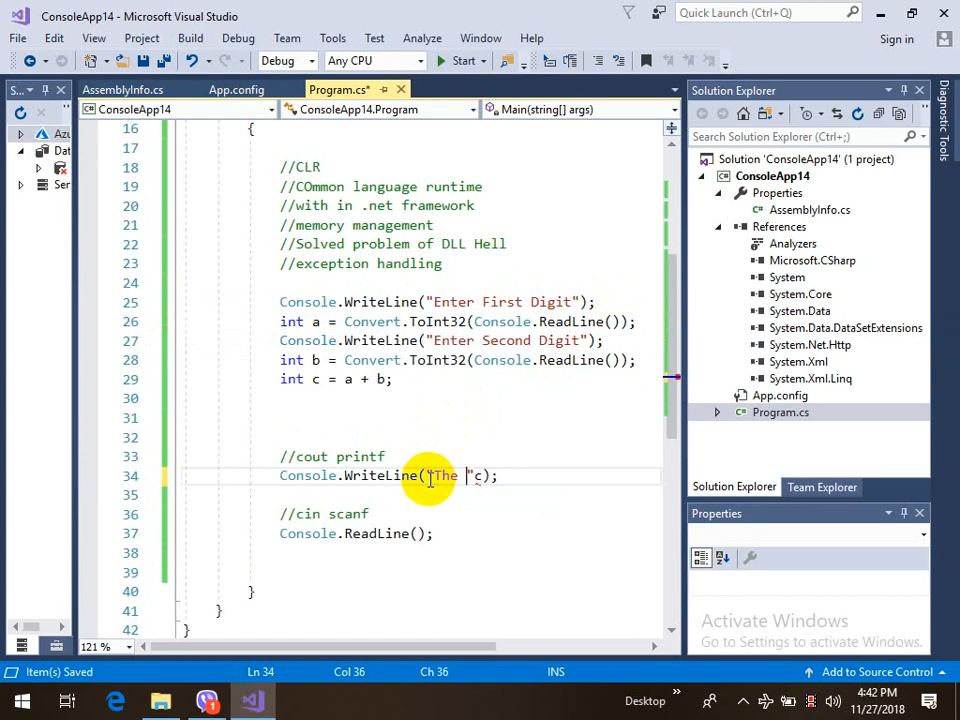 ConsoleApp14 - Microsoft Visual Studio
Quick Launch (Ctrl+Q)
File Edit View Project Build Debug Team Tools Test Analyze Window Help
Sign in
Debug Any CPU Start
S...
AssemblyInfo.cs App.config Program.cs*
Solution Explorer
ConsoleApp14 ConsoleApp14.Program Main(string[] args)
Search Solution Explorer (Ctrl+;)
Diagnostic Tools
Azu
Dat
Ser
16 {
17
18 //CLR
19 //COmmon language runtime
20 //with in .net framework
21 //memory management
22 //Solved problem of DLL Hell
23 //exception handling
24
25 Console.WriteLine("Enter First Digit");
26 int a = Convert.ToInt32(Console.ReadLine());
27 Console.WriteLine("Enter Second Digit");
28 int b = Convert.ToInt32(Console.ReadLine());
29 int c = a + b;
30
31
32
33 //cout printf
34 Console.WriteLine("The "c);
35
36 //cin scanf
37 Console.ReadLine();
38
39
40 }
41 }
42 }
Solution 'ConsoleApp14' (1 project)
ConsoleApp14
Properties
AssemblyInfo.cs
References
Analyzers
Microsoft.CSharp
System
System.Core
System.Data
System.Data.DataSetExtensions
System.Net.Http
System.Xml
System.Xml.Linq
App.config
Program.cs
Solution Explorer Team Explorer
Properties
Activate Windows
Go to Settings to activate Windows.
121 %
Item(s) Saved Ln 34 Col 36 Ch 36 INS Add to Source Control
1
Desktop
4:42 PM
11/27/2018